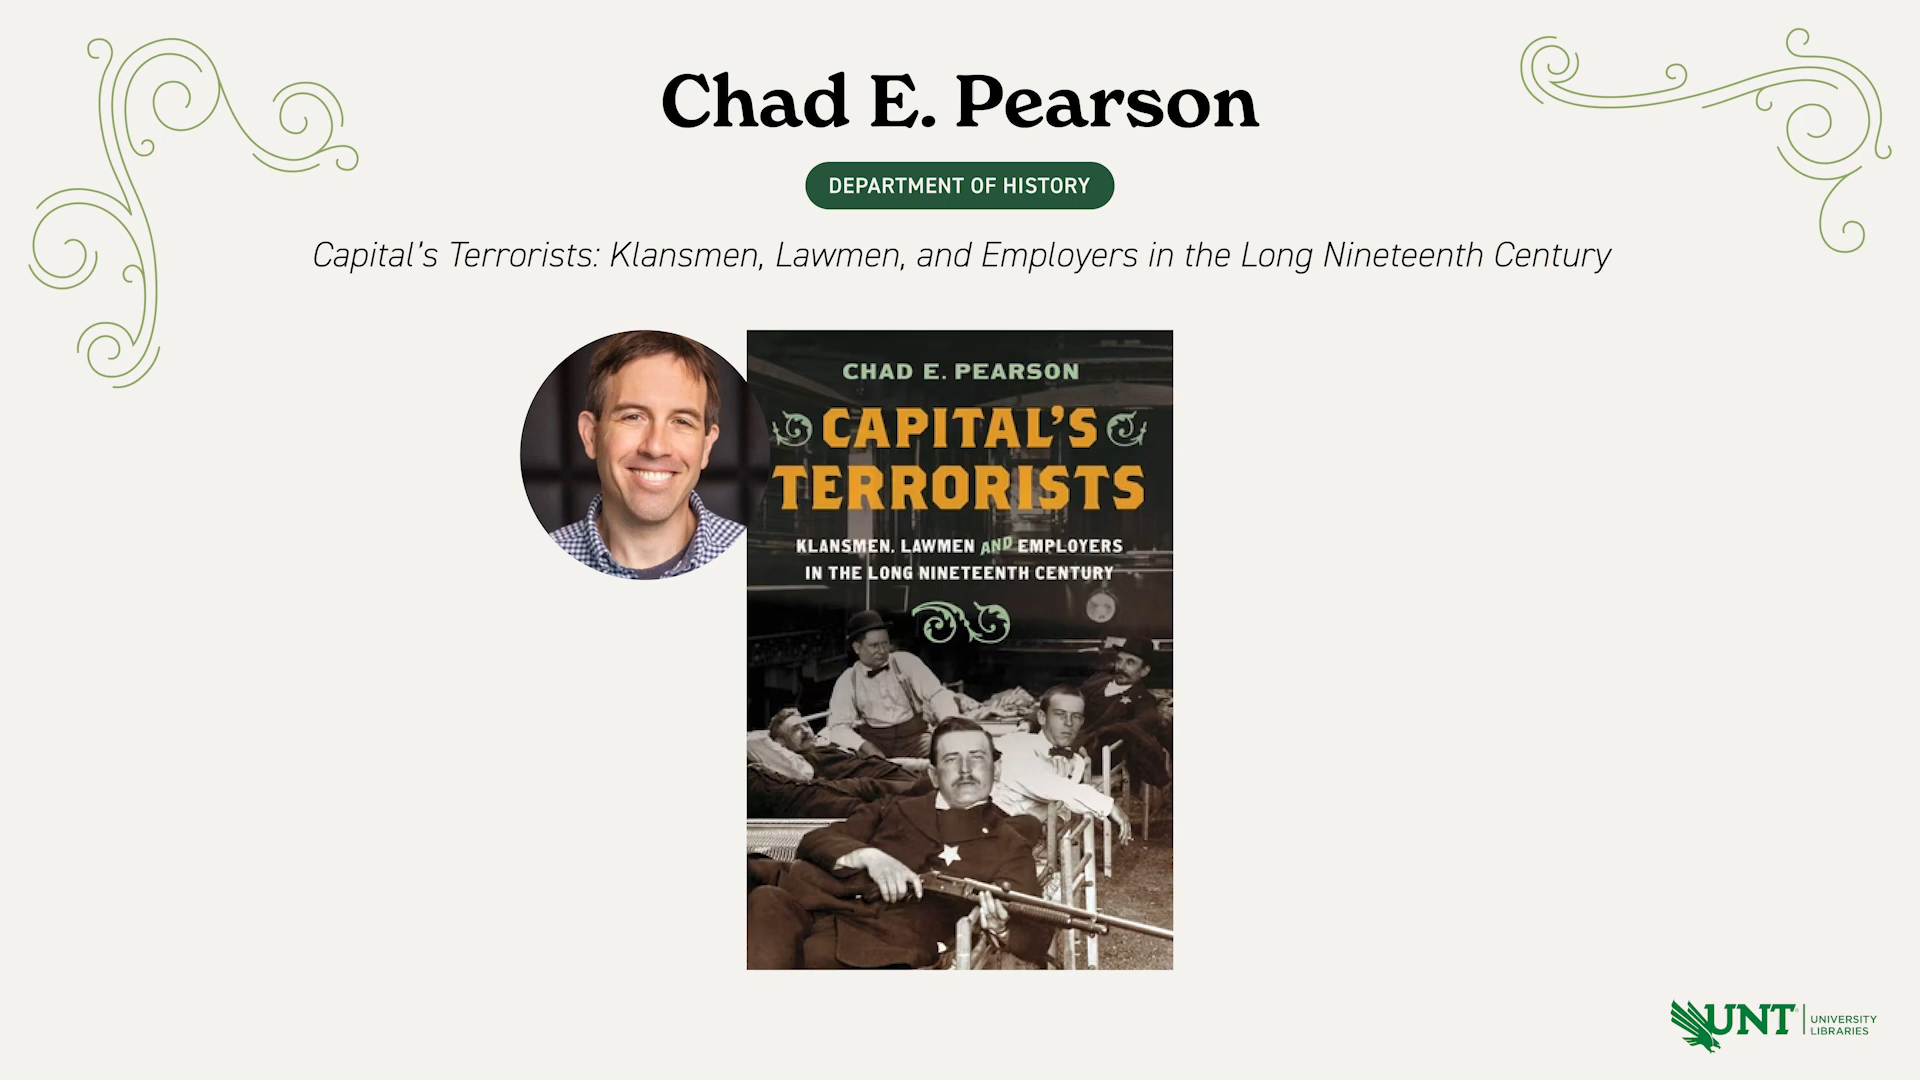 Chad E. Pearson
DEPARTMENT OF HISTORY
Capital's Terrorists: Klansmen, Lawmen, and Employers in the Long Nineteenth Century
CHAD E. PEARSON
CAPITAL'S
TERRORISTS
KLANSMEN, LAWMEN AND EMPLOYERS
IN THE LONG NINETEENTH CENTURY
UNT
UNIVERSITY
LIBRARIES